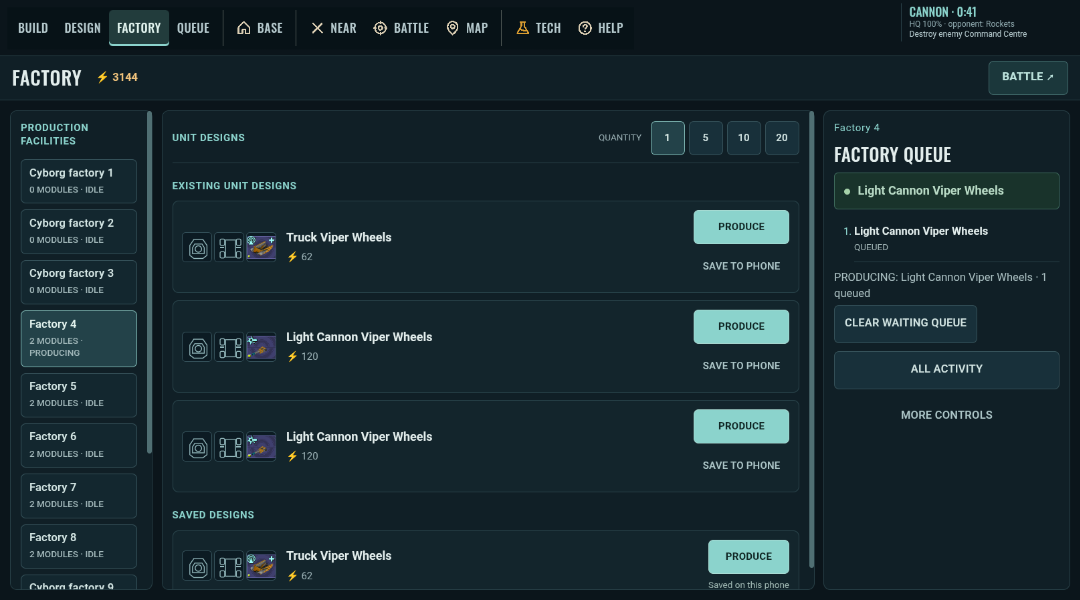 BUILD
DESIGN
FACTORY
QUEUE
BASE
NEAR
BATTLE
MAP
TECH
HELP
CANNON · 0:41
HQ 100% · opponent: Rockets
Destroy enemy Command Centre
FACTORY
⚡ 3144
BATTLE ↗
PRODUCTION
FACILITIES
Cyborg factory 1
0 MODULES · IDLE
Cyborg factory 2
0 MODULES · IDLE
Cyborg factory 3
0 MODULES · IDLE
Factory 4
2 MODULES ·
PRODUCING
Factory 5
2 MODULES · IDLE
Factory 6
2 MODULES · IDLE
Factory 7
2 MODULES · IDLE
Factory 8
2 MODULES · IDLE
Cyborg factory 9
UNIT DESIGNS
QUANTITY
1
5
10
20
EXISTING UNIT DESIGNS
Truck Viper Wheels
⚡ 62
PRODUCE
SAVE TO PHONE
Light Cannon Viper Wheels
⚡ 120
PRODUCE
SAVE TO PHONE
Light Cannon Viper Wheels
⚡ 120
PRODUCE
SAVE TO PHONE
SAVED DESIGNS
Truck Viper Wheels
⚡ 62
PRODUCE
Saved on this phone
Factory 4
FACTORY QUEUE
● Light Cannon Viper Wheels
1. Light Cannon Viper Wheels
QUEUED
PRODUCING: Light Cannon Viper Wheels · 1
queued
CLEAR WAITING QUEUE
ALL ACTIVITY
MORE CONTROLS